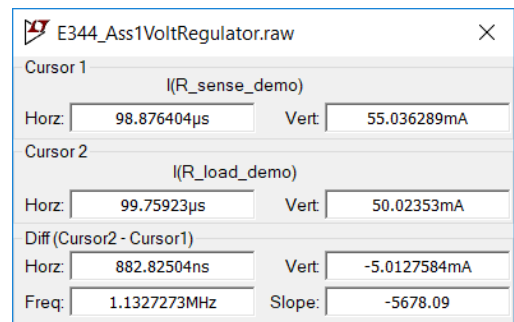 E344_Ass1VoltRegulator.raw
Cursor 1
I(R_sense_demo)
Horz: 98.876404µs Vert: 55.036289mA
Cursor 2
I(R_load_demo)
Horz: 99.75923µs Vert: 50.02353mA
Diff (Cursor2 - Cursor1)
Horz: 882.82504ns Vert: -5.0127584mA
Freq: 1.1327273MHz Slope: -5678.09